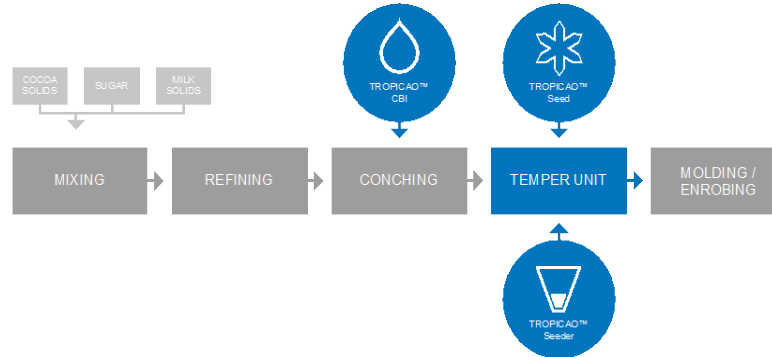 TROPICAO™
CBI
TROPICAO™
Seed
COCOA
SOLIDS
SUGAR
MILK
SOLIDS
MIXING
REFINING
CONCHING
TEMPER UNIT
MOLDING /
ENROBING
TROPICAO™
Seeder